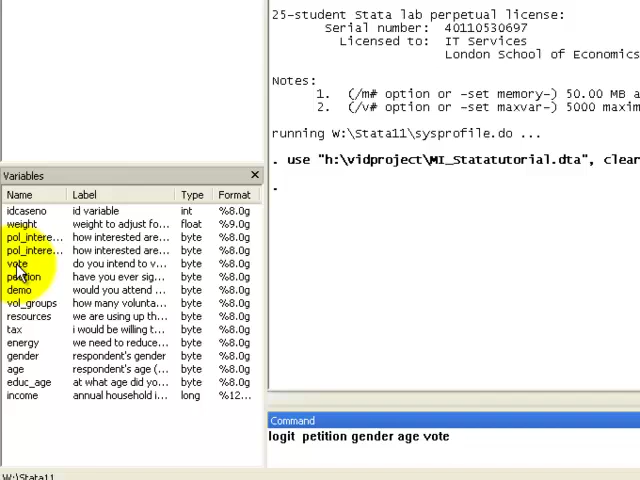 25-student Stata lab perpetual license:
Serial number: 40110530697
Licensed to: IT Services
London School of Economics
Notes:
1. (/m# option or -set memory-) 50.00 MB a
2. (/v# option or -set maxvar-) 5000 maxim
running W:\Stata11\sysprofile.do ...
. use "h:\vidproject\MI_Statatutorial.dta", clear
.
Variables
Name Label Type Format
idcaseno id variable int %8.0g
weight weight to adjust fo... float %9.0g
pol_intere... how interested are... byte %8.0g
pol_intere... how interested are... byte %8.0g
vote do you intend to v... byte %8.0g
petition have you ever sig... byte %8.0g
demo would you attend ... byte %8.0g
vol_groups how many volunta... byte %8.0g
resources we are using up th... byte %8.0g
tax i would be willing t... byte %8.0g
energy we need to reduce... byte %8.0g
gender respondent's gender byte %8.0g
age respondent's age (... byte %8.0g
educ_age at what age did yo... byte %8.0g
income annual household i... long %12...
Command
logit petition gender age vote
W:\Stata11